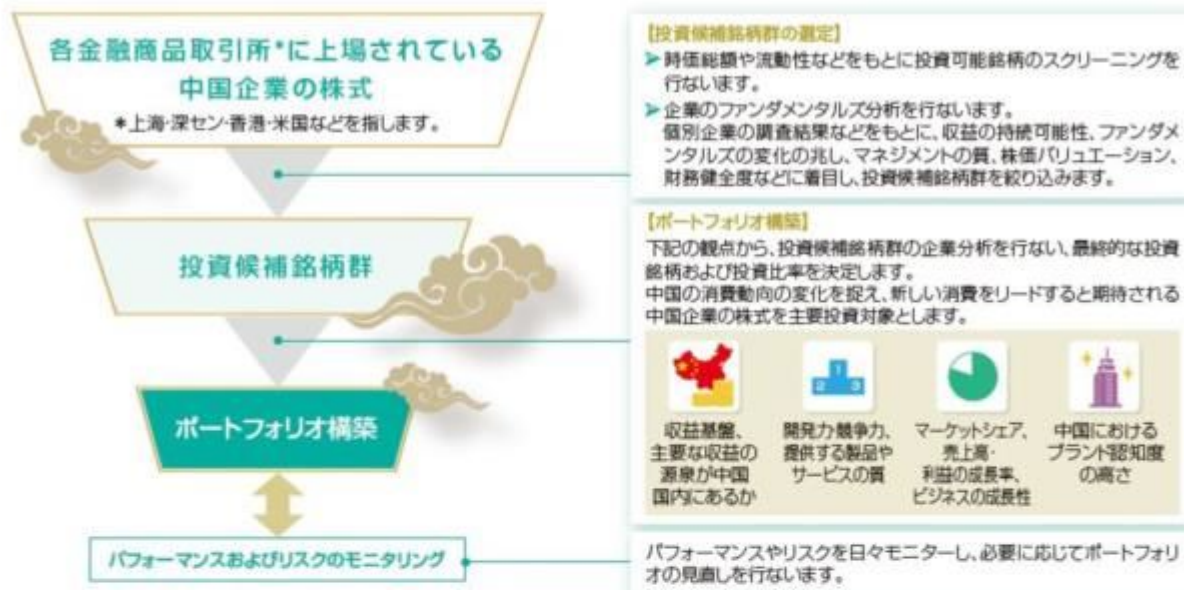 各金融商品取引所*に上場されている
中国企業の株式
*上海・深セン・香港・米国などを指します。
【投資候補銘柄群の選定】
➤時価総額や流動性などをもとに投資可能銘柄のスクリーニングを
行ないます。
➤企業のファンダメンタルズ分析を行ないます。
個別企業の調査結果などをもとに、収益の持続可能性、ファンダメ
ンタルズの変化の兆し、マネジメントの質、株価バリュエーション、
財務健全度などに着目し、投資候補銘柄群を絞り込みます。
投資候補銘柄群
【ポートフォリオ構築】
下記の観点から、投資候補銘柄群の企業分析を行ない、最終的な投資
銘柄および投資比率を決定します。
中国の消費動向の変化を捉え、新しい消費をリードすると期待される
中国企業の株式を主要投資対象とします。
1
2 3
収益基盤、
主要な収益の
源泉が中国
国内にあるか
開発力・競争力、
提供する製品や
サービスの質
マーケットシェア、
売上高・
利益の成長率、
ビジネスの成長性
中国における
ブランド認知度
の高さ
ポートフォリオ構築
パフォーマンスおよびリスクのモニタリング
パフォーマンスやリスクを日々モニターし、必要に応じてポートフォリ
オの見直しを行ないます。